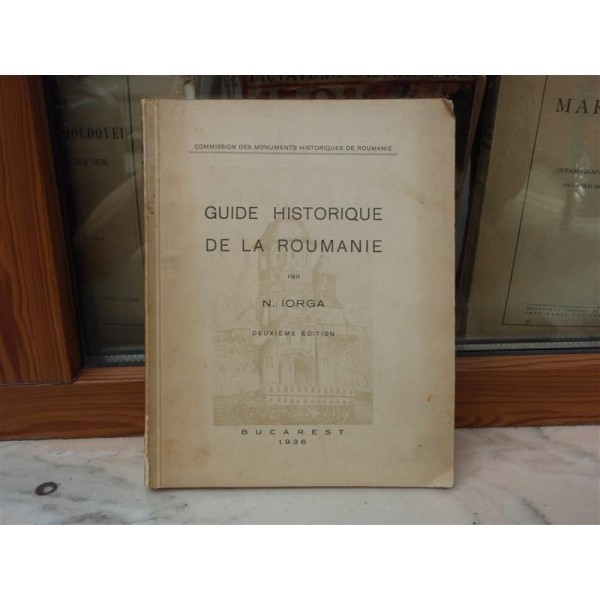 COMMISSION DES MONUMENTS HISTORIQUES DE ROUMANIE
GUIDE HISTORIQUE
DE LA ROUMANIE
PAR
N. IORGA
DEUXIÈME ÉDITION
BUCAREST
1936
MOLDOVEI
MAR